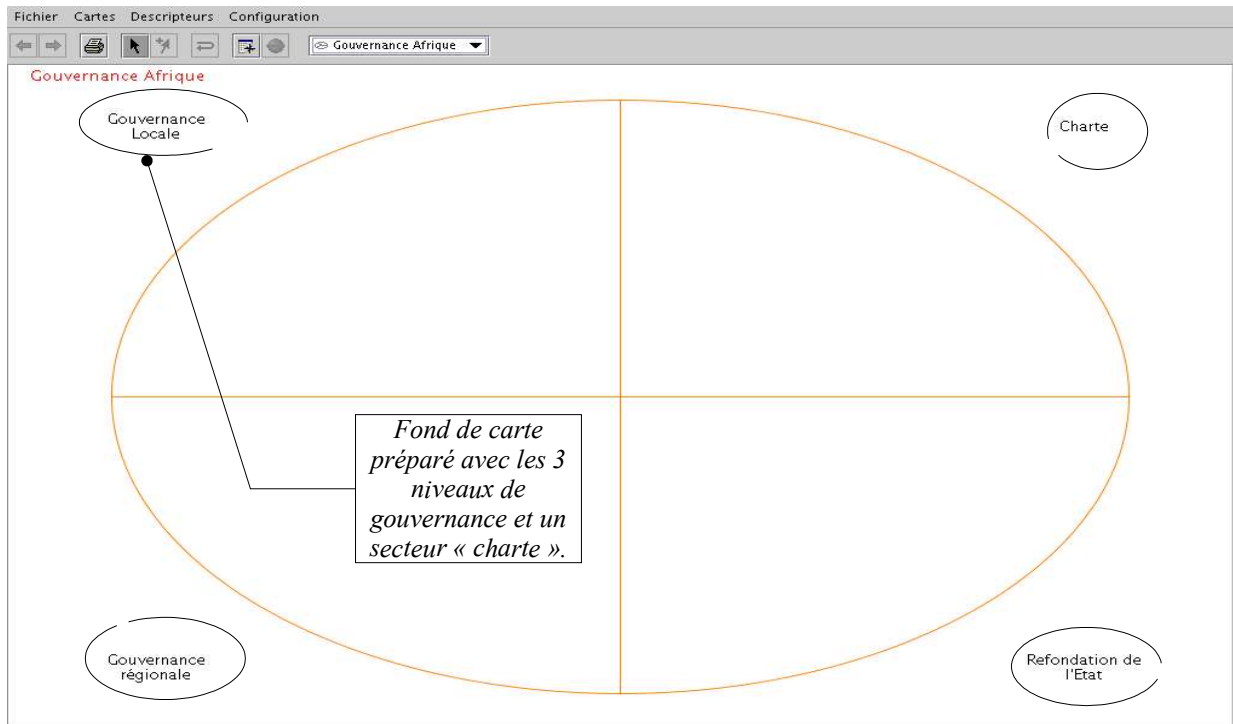 Fichier Cartes Descripteurs Configuration
Gouvernance Afrique
Gouvernance Afrique
Gouvernance
Locale
Charte
Fond de carte
préparé avec les 3
niveaux de
gouvernance et un
secteur « charte ».
Gouvernance
régionale
Refondation de
l'Etat